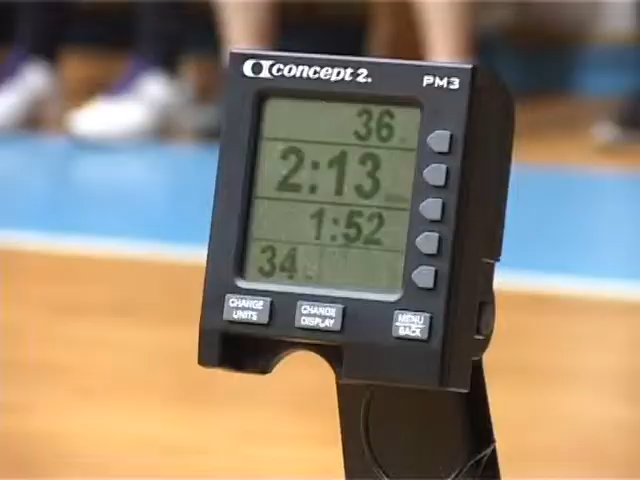 concept 2.
PM3
36
2:13
1:52
34
CHANGE
UNITS
CHANGE
DISPLAY
MENU
BACK